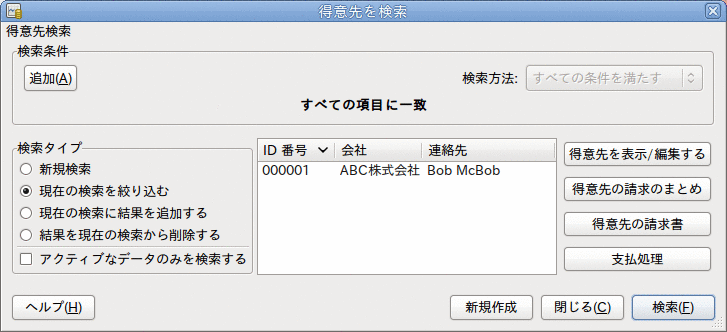 得意先を検索
得意先検索
検索条件
追加(A)
検索方法: すべての条件を満たす
すべての項目に一致
検索タイプ
新規検索
現在の検索を絞り込む
現在の検索に結果を追加する
結果を現在の検索から削除する
アクティブなデータのみを検索する
ID 番号 会社 連絡先
000001 ABC株式会社 Bob McBob
得意先を表示/編集する
得意先の請求のまとめ
得意先の請求書
支払処理
ヘルプ(H)
新規作成
閉じる(C)
検索(F)